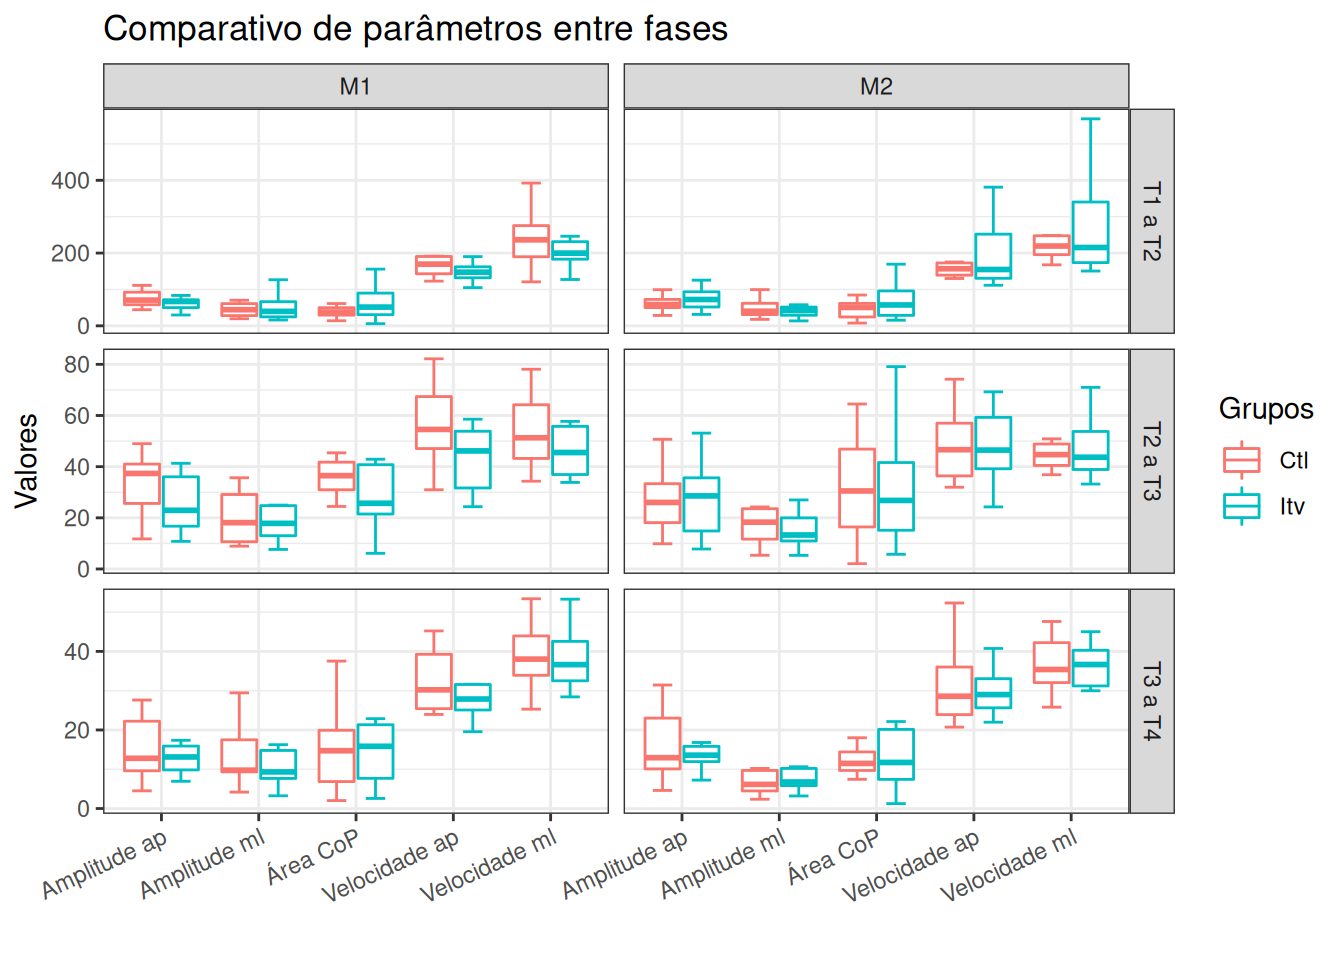 Comparativo de parâmetros entre fases
M1
M2
400
200
0
T1 a T2
80
60
40
20
0
T2 a T3
40
20
0
T3 a T4
Valores
Amplitude ap
Amplitude ml
Área CoP
Velocidade ap
Velocidade ml
Amplitude ap
Amplitude ml
Área CoP
Velocidade ap
Velocidade ml
Grupos
Ctl
Itv